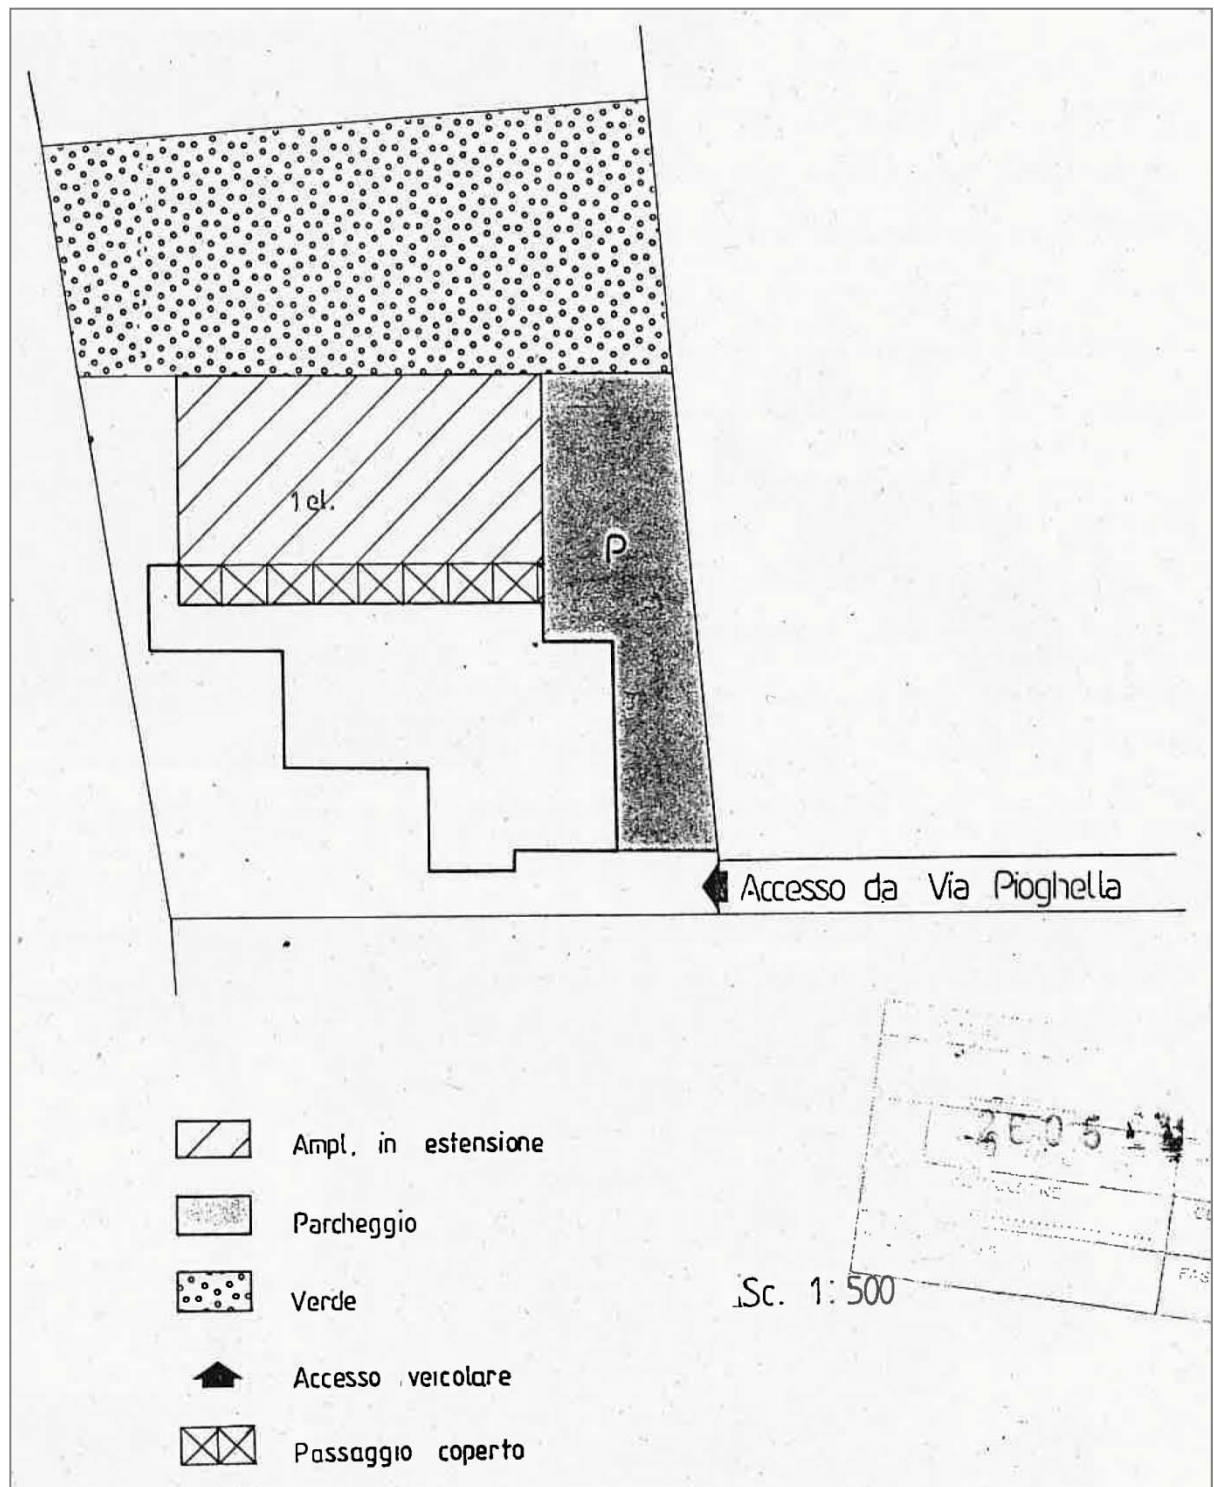 1 el.
P
Accesso da Via Pioghella
Ampl. in estensione
Parcheggio
Verde
Sc. 1:500
Accesso veicolare
Passaggio coperto